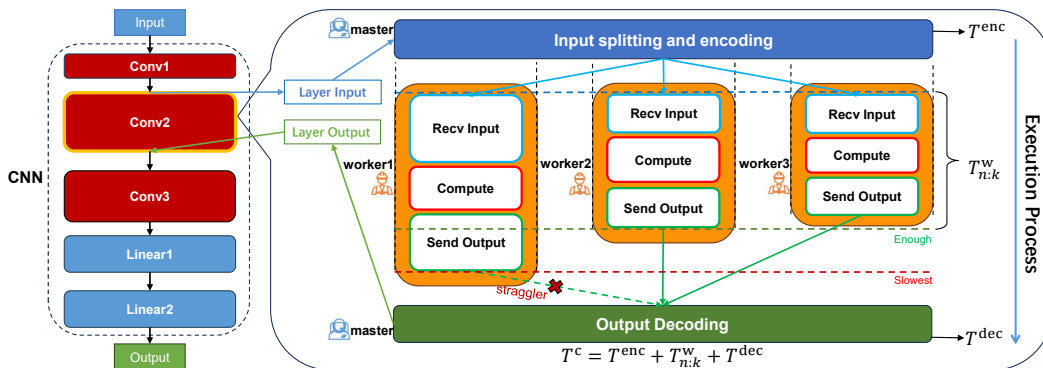 Input
Conv1
Conv2
CNN
Conv3
Linear1
Linear2
Output
Layer Input
Layer Output
master
Input splitting and encoding
T^enc
worker1
Recv Input
Compute
Send Output
worker2
Recv Input
Compute
Send Output
worker3
Recv Input
Compute
Send Output
T^w_{n:k}
Execution Process
Enough
Slowest
straggler
master
Output Decoding
T^dec
T^c = T^enc + T^w_{n:k} + T^dec